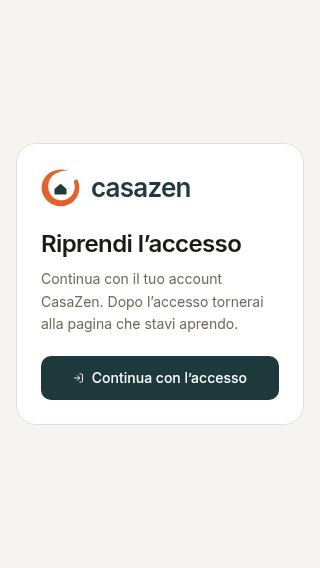 casazen
Riprendi l’accesso
Continua con il tuo account
CasaZen. Dopo l’accesso tornerai
alla pagina che stavi aprendo.
Continua con l’accesso